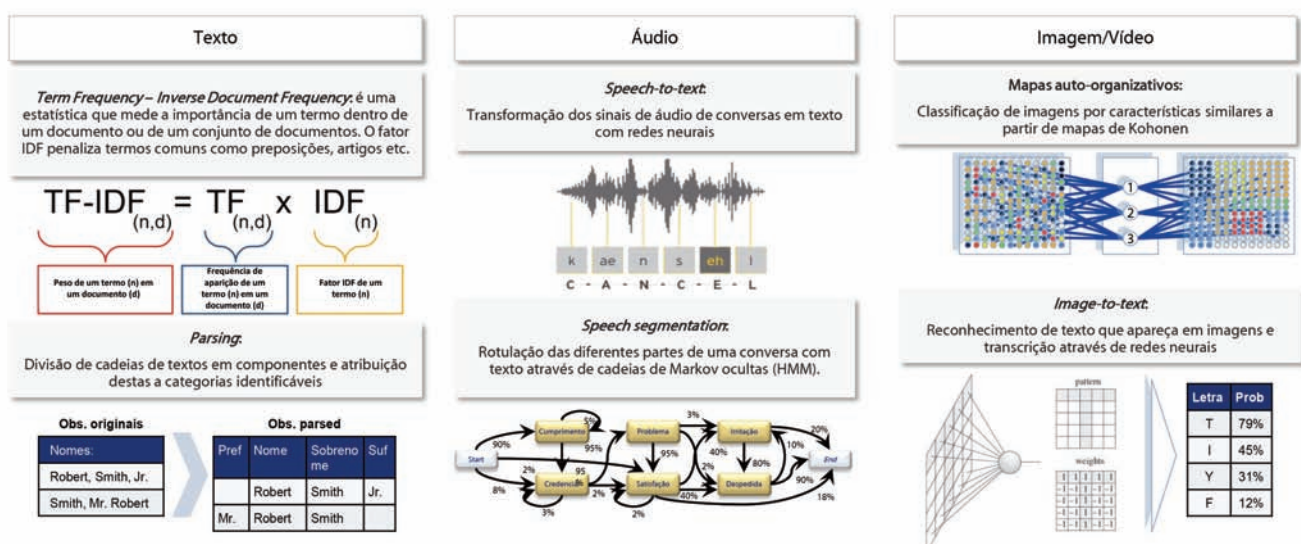 Texto
Term Frequency – Inverse Document Frequency: é uma
estatística que mede a importância de um termo dentro de
um documento ou de um conjunto de documentos. O fator
IDF penaliza termos comuns como preposições, artigos etc.
TF-IDF(n,d) = TF(n,d) x IDF(n)
Peso de um termo (n) em
um documento (d)
Frequência de
aparição de um
termo (n) em um
documento (d)
Fator IDF de um
termo (n)
Parsing:
Divisão de cadeias de textos em componentes e atribuição
destas a categorias identificáveis
Obs. originais
Nomes:
Robert, Smith, Jr.
Smith, Mr. Robert
Obs. parsed
Pref Nome Sobreno
me Suf
Robert Smith Jr.
Mr. Robert Smith
Áudio
Speech-to-text:
Transformação dos sinais de áudio de conversas em texto
com redes neurais
k ae n s eh l
C - A - N - C - E - L
Speech segmentation:
Rotulação das diferentes partes de uma conversa com
texto através de cadeias de Markov ocultas (HMM).
5% 3%
Cumprimento Problema Irritação 20%
90% 95% 40% 10%
Start 95% End
2% 95 2% 80% 90%
8% Credencial 2% Satisfação 40% Despedida 18%
3% 2%
Imagem/Vídeo
Mapas auto-organizativos:
Classificação de imagens por características similares a
partir de mapas de Kohonen
1
2
3
Image-to-text:
Reconhecimento de texto que apareça em imagens e
transcrição através de redes neurais
pattern
weights
Letra Prob
T 79%
I 45%
Y 31%
F 12%